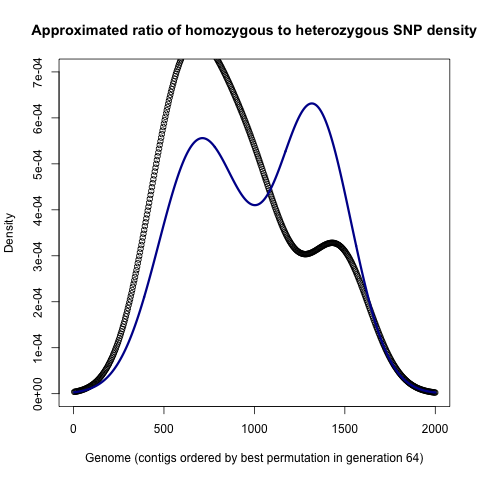 Approximated ratio of homozygous to heterozygous SNP density
7e-04
6e-04
5e-04
4e-04
3e-04
2e-04
1e-04
0e+00
Density
0 500 1000 1500 2000
Genome (contigs ordered by best permutation in generation 64)